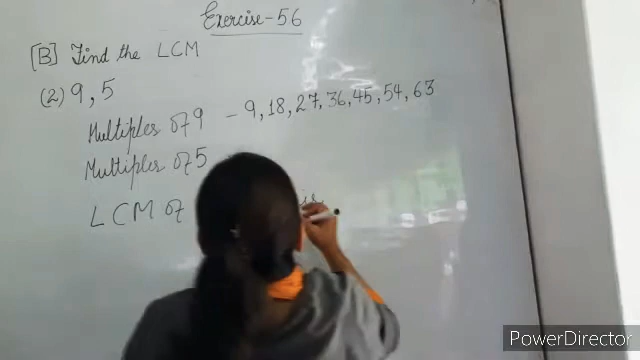 Exercise-56
[B] Find the LCM
(2) 9, 5
Multiples of 9 - 9, 18, 27, 36, 45, 54, 63
Multiples of 5
LCM of is
PowerDirector